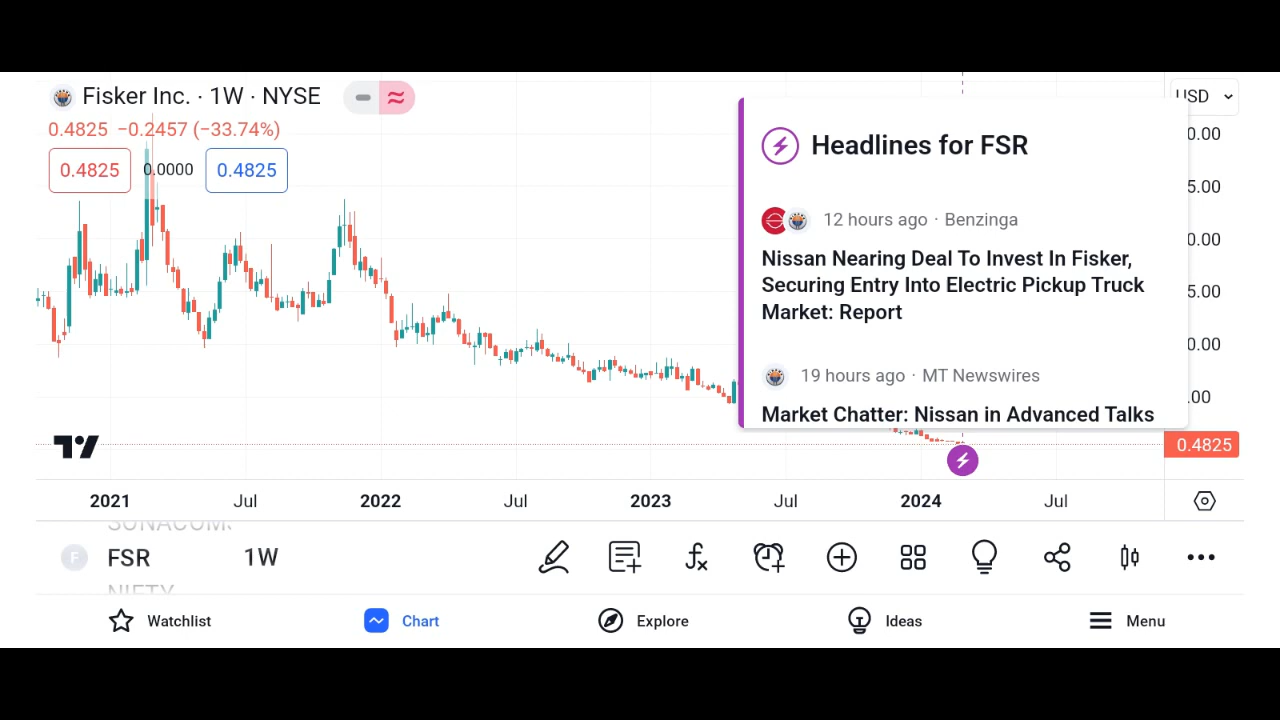 Fisker Inc. · 1W · NYSE
USD
0.4825 −0.2457 (−33.74%)
0.4825 0.0000 0.4825
Headlines for FSR
12 hours ago · Benzinga
Nissan Nearing Deal To Invest In Fisker,
Securing Entry Into Electric Pickup Truck
Market: Report
19 hours ago · MT Newswires
Market Chatter: Nissan in Advanced Talks
0.00
5.00
0.00
5.00
0.00
.00
0.4825
2021 Jul 2022 Jul 2023 Jul 2024 Jul
SONACOMS
F FSR 1W
NIFTY
Watchlist Chart Explore Ideas Menu